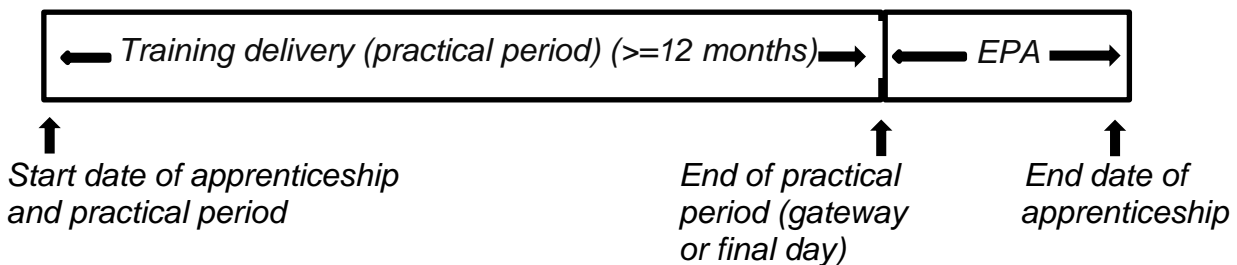 Training delivery (practical period) (>=12 months)
EPA
Start date of apprenticeship
and practical period
End of practical
period (gateway
or final day)
End date of
apprenticeship